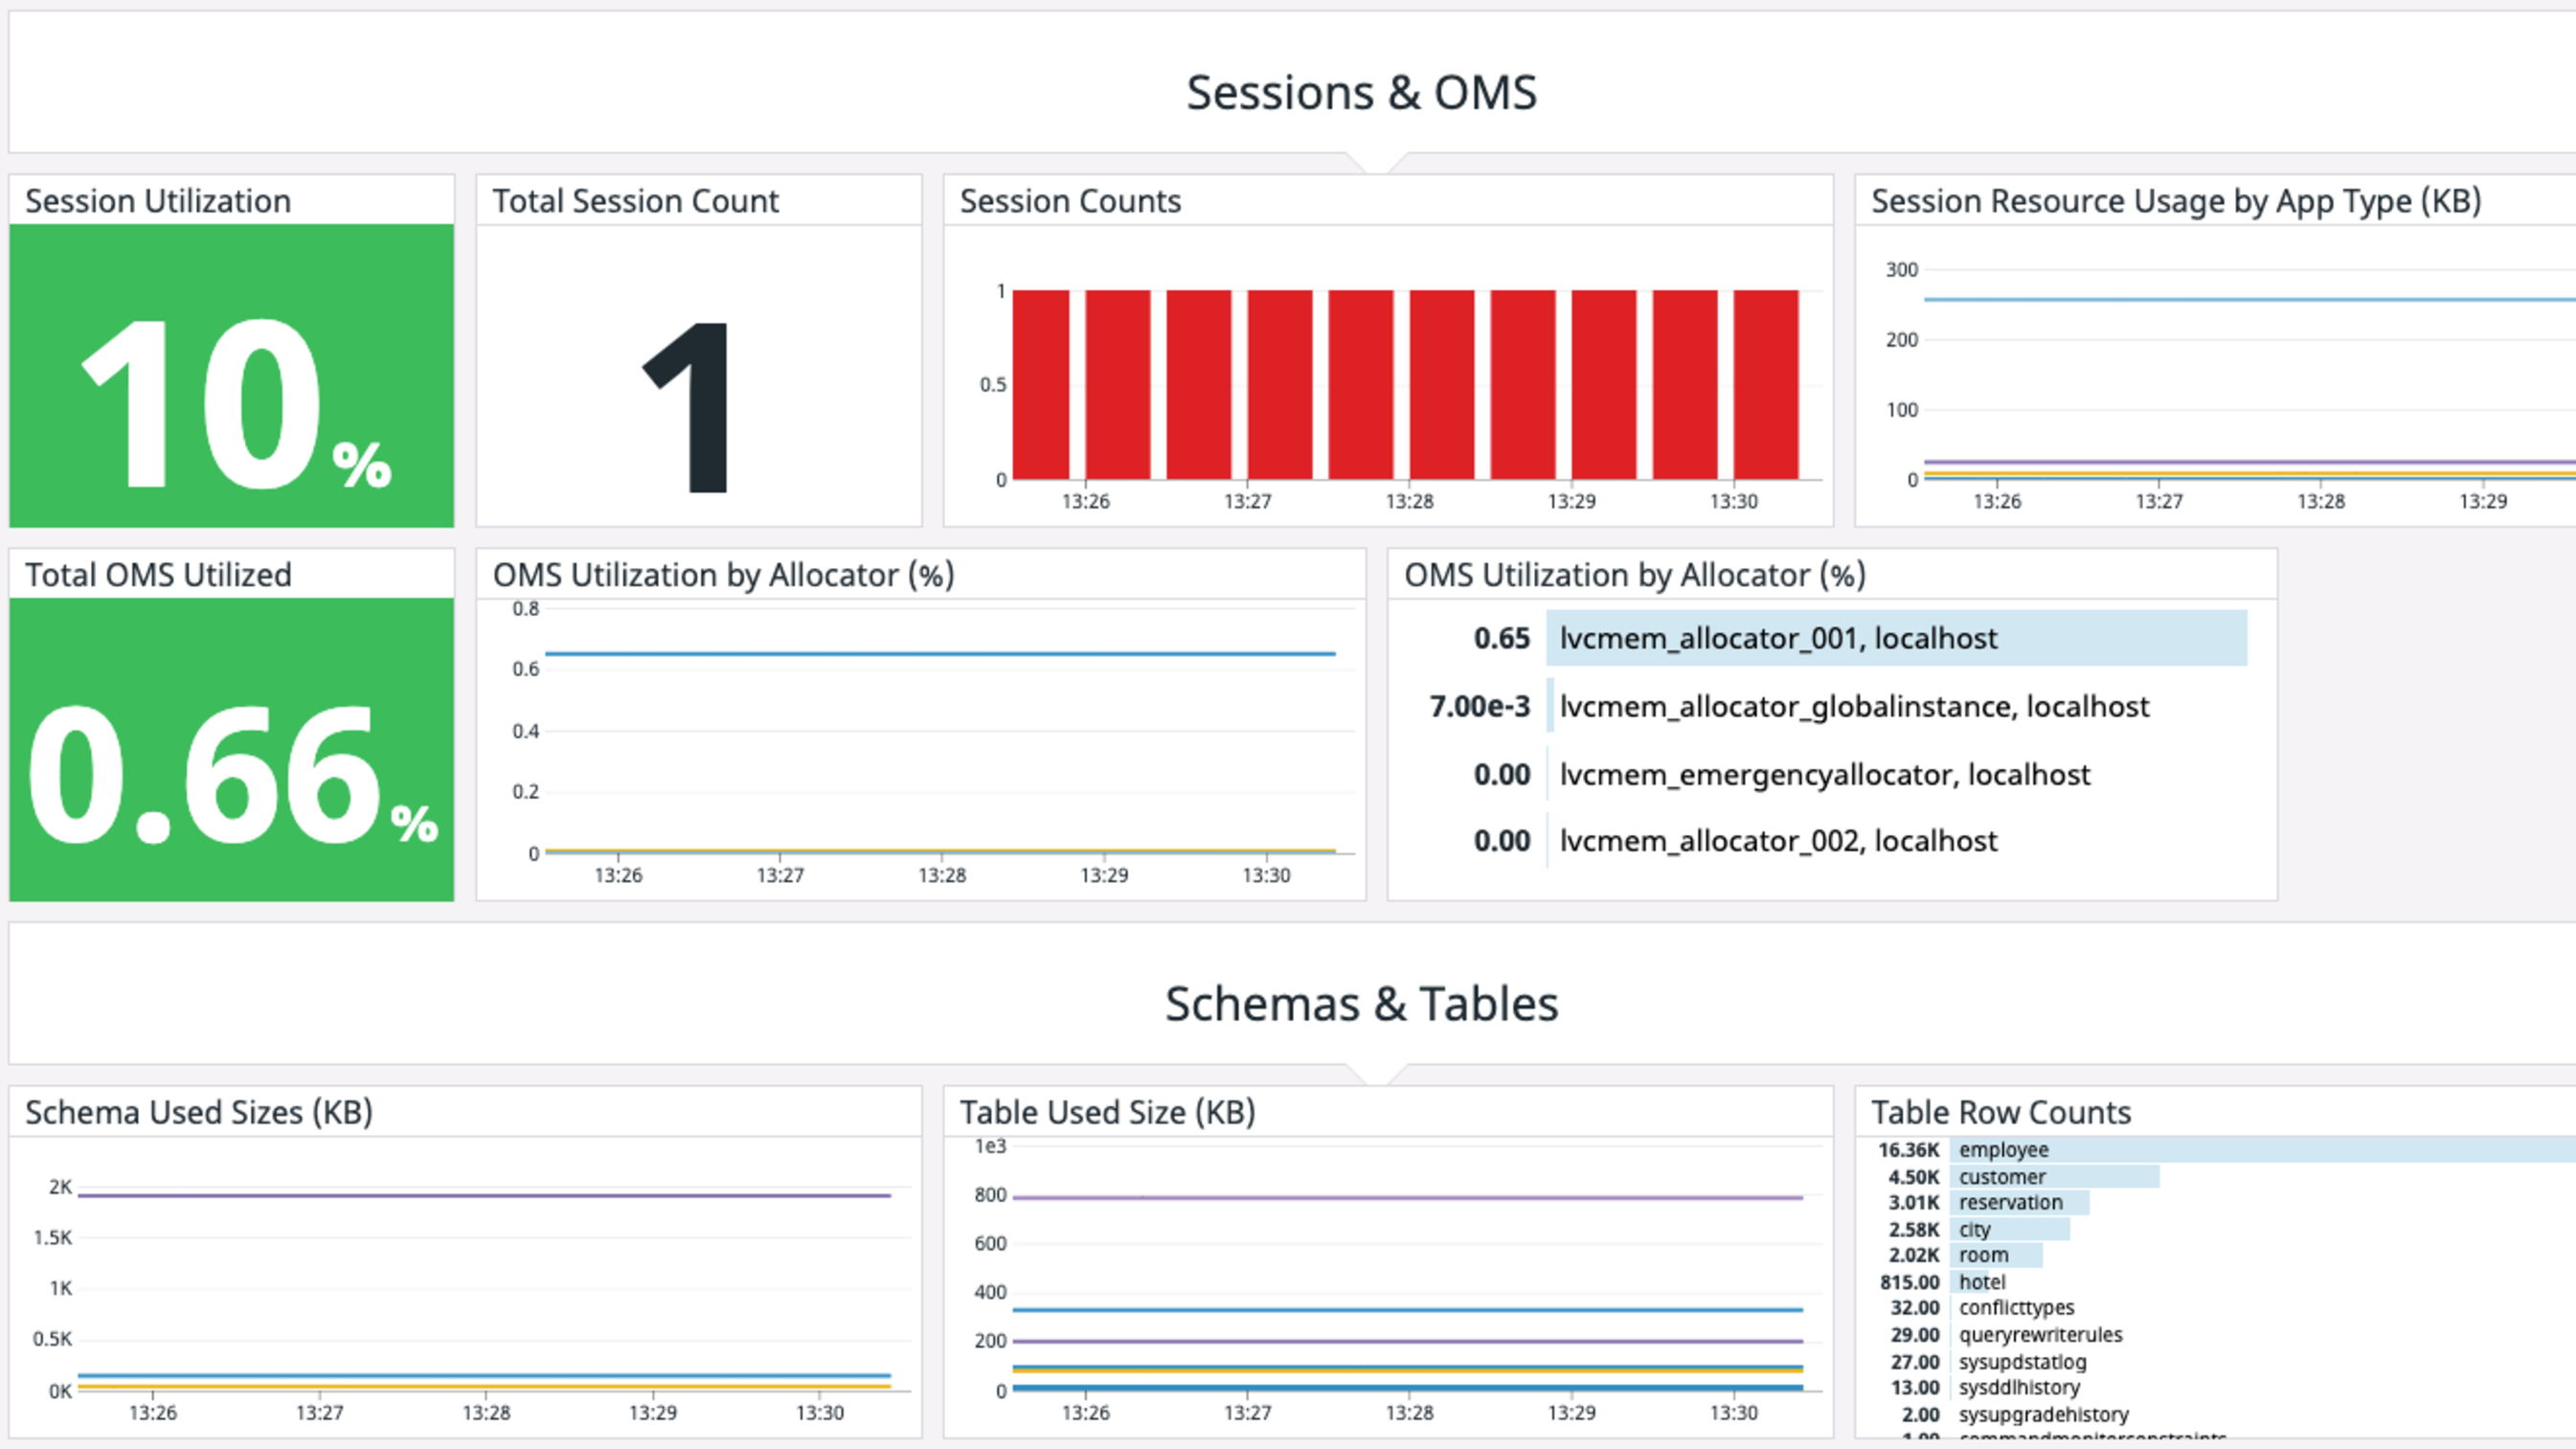 Sessions & OMS
Session Utilization
10%
Total Session Count
1
Session Counts
1
0.5
0
13:26 13:27 13:28 13:29 13:30
Session Resource Usage by App Type (KB)
300
200
100
0
13:26 13:27 13:28 13:29
Total OMS Utilized
0.66%
OMS Utilization by Allocator (%)
0.8
0.6
0.4
0.2
0
13:26 13:27 13:28 13:29 13:30
OMS Utilization by Allocator (%)
0.65 lvcmem_allocator_001, localhost
7.00e-3 lvcmem_allocator_globalinstance, localhost
0.00 lvcmem_emergencyallocator, localhost
0.00 lvcmem_allocator_002, localhost
Schemas & Tables
Schema Used Sizes (KB)
2K
1.5K
1K
0.5K
0K
13:26 13:27 13:28 13:29 13:30
Table Used Size (KB)
1e3
800
600
400
200
0
13:26 13:27 13:28 13:29 13:30
Table Row Counts
16.36K employee
4.50K customer
3.01K reservation
2.58K city
2.02K room
815.00 hotel
32.00 conflicttypes
29.00 queryrewriterules
27.00 sysupdstatlog
13.00 sysddlhistory
2.00 sysupgradehistory